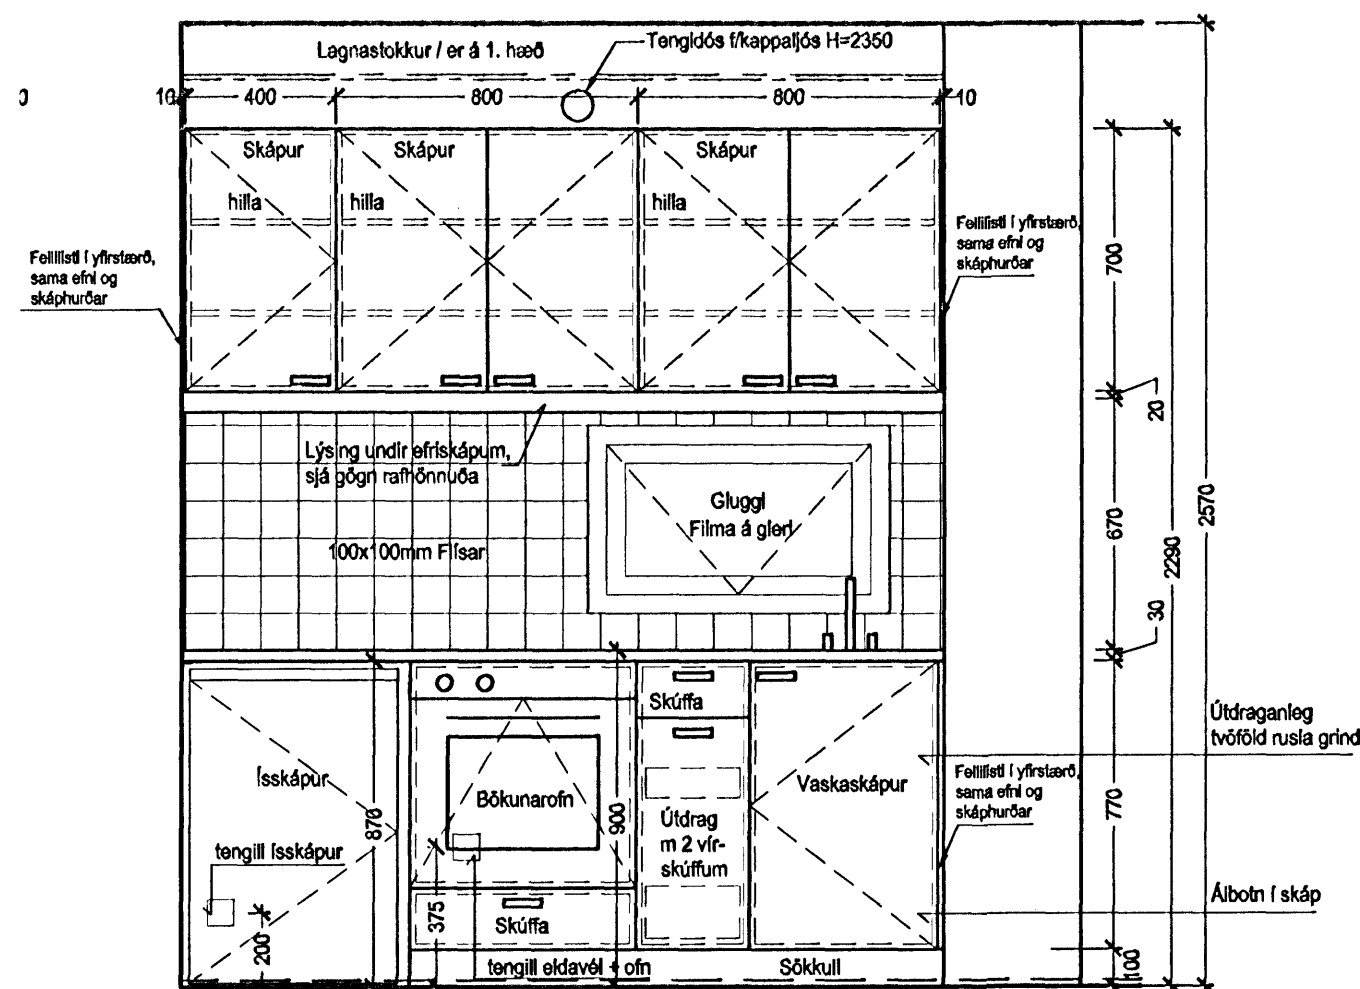 Lagnastokkur / er á 1. hæð
Tengidós f/kappaljós H=2350
10
400
800
800
10
Skápur
Skápur
Skápur
hilla
hilla
hilla
Fellilisti í yfirstærð,
sama efni og
skáphurðar
Fellilisti í yfirstærð,
sama efni og
skáphurðar
700
20
2570
Lýsing undir efriskápum,
sjá gögn rafhönnuða
Gluggi
Filma á gleri
100x100mm Flísar
670
2290
30
Skúffa
Útdraganleg
tvöföld rusla grind
Ísskápur
Bökunarofn
Vaskaskápur
Fellilisti í yfirstærð,
sama efni og
skáphurðar
770
870
900
Útdrag
m 2 vír-
skúffum
tengill ísskápur
Álbotn í skáp
375
Skúffa
200
tengill eldavél + ofn
Sökkull
100